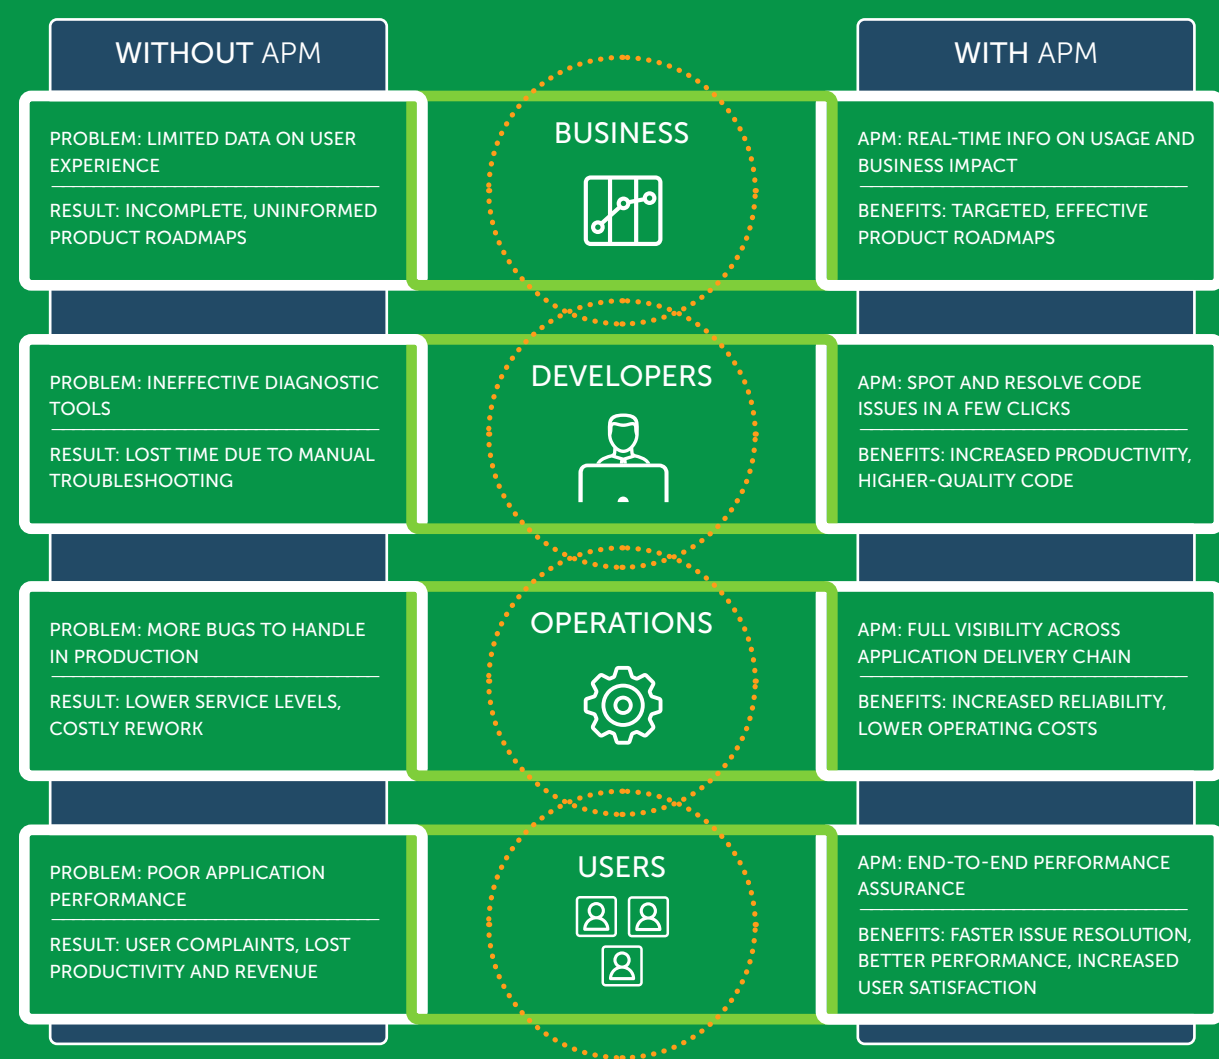 WITHOUT APM
WITH APM
PROBLEM: LIMITED DATA ON USER
EXPERIENCE
RESULT: INCOMPLETE, UNINFORMED
PRODUCT ROADMAPS
BUSINESS
APM: REAL-TIME INFO ON USAGE AND
BUSINESS IMPACT
BENEFITS: TARGETED, EFFECTIVE
PRODUCT ROADMAPS
PROBLEM: INEFFECTIVE DIAGNOSTIC
TOOLS
RESULT: LOST TIME DUE TO MANUAL
TROUBLESHOOTING
DEVELOPERS
APM: SPOT AND RESOLVE CODE
ISSUES IN A FEW CLICKS
BENEFITS: INCREASED PRODUCTIVITY,
HIGHER-QUALITY CODE
PROBLEM: MORE BUGS TO HANDLE
IN PRODUCTION
RESULT: LOWER SERVICE LEVELS,
COSTLY REWORK
OPERATIONS
APM: FULL VISIBILITY ACROSS
APPLICATION DELIVERY CHAIN
BENEFITS: INCREASED RELIABILITY,
LOWER OPERATING COSTS
PROBLEM: POOR APPLICATION
PERFORMANCE
RESULT: USER COMPLAINTS, LOST
PRODUCTIVITY AND REVENUE
USERS
APM: END-TO-END PERFORMANCE
ASSURANCE
BENEFITS: FASTER ISSUE RESOLUTION,
BETTER PERFORMANCE, INCREASED
USER SATISFACTION